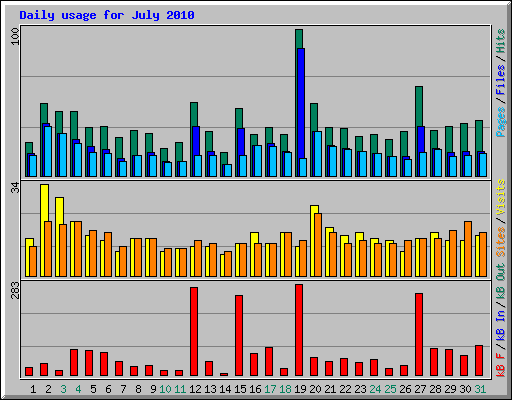 Daily usage for July 2010
100
Pages / Files / Hits
34
Sites / Visits
283
kB F / kB In / kB Out
1 2 3 4 5 6 7 8 9 10 11 12 13 14 15 16 17 18 19 20 21 22 23 24 25 26 27 28 29 30 31